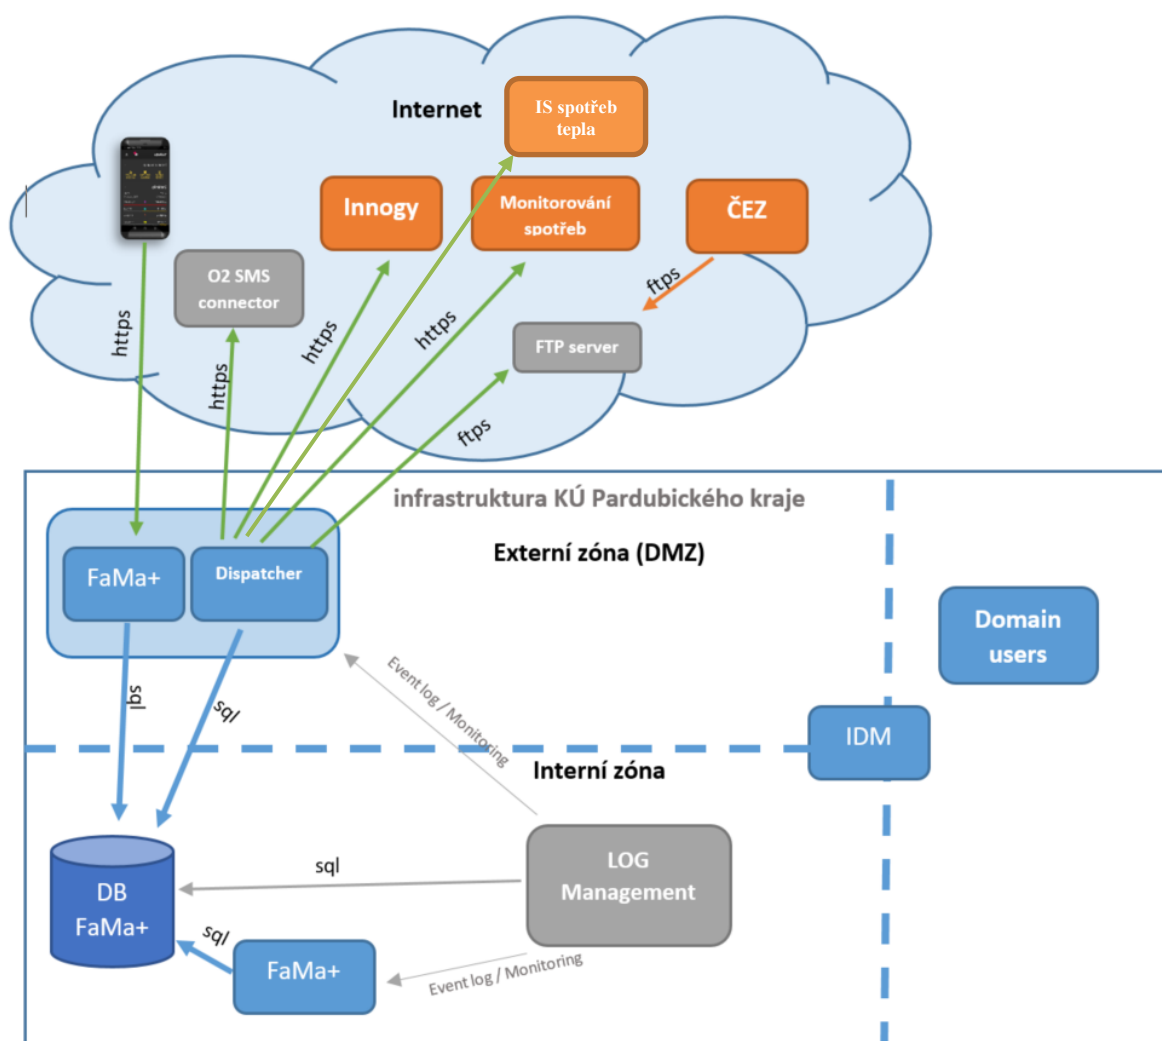 Internet
IS spotřeb
tepla
Innogy
Monitorování
spotřeb
ČEZ
O2 SMS
connector
ftps
FTP server
https
https
https
https
ftps
infrastruktura KÚ Pardubického kraje
Externí zóna (DMZ)
FaMa+
Dispatcher
Domain
users
sql
sql
Event log / Monitoring
IDM
Interní zóna
LOG
Management
sql
DB
FaMa+
sql
FaMa+
Event log / Monitoring